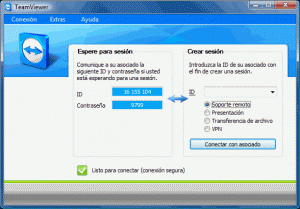 TeamViewer
Conexión Extras Ayuda
Espere para sesión
Comunique a su asociado la
siguiente ID y contraseña si usted
está esperando para una sesión.
ID 16 155 104
Contraseña 9799
Crear sesión
Introduzca la ID de su asociado con
el fin de crear una sesión.
ID
Soporte remoto
Presentación
Transferencia de archivo
VPN
Conectar con asociado
Listo para conectar (conexión segura)